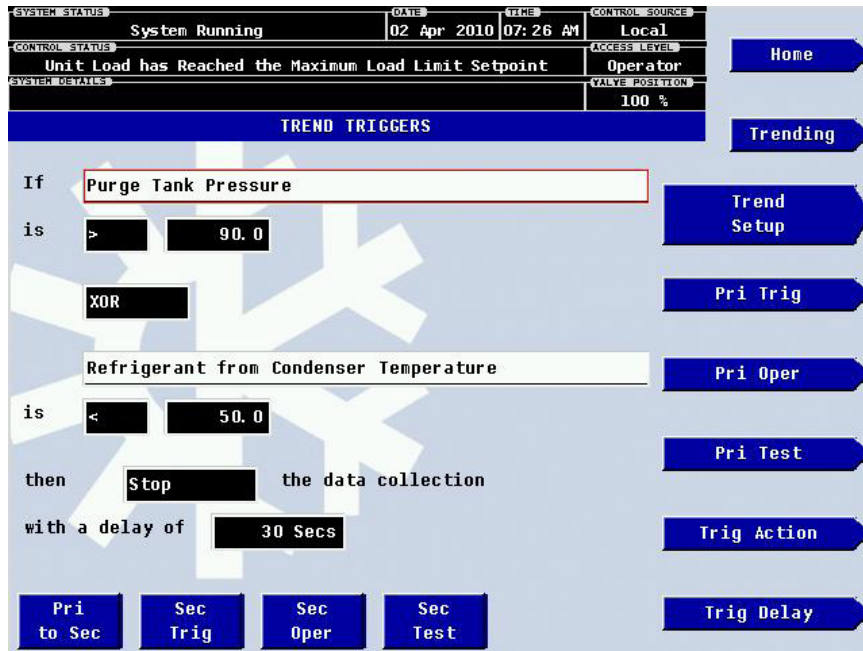 SYSTEM STATUS
System Running
DATE
02 Apr 2010
TIME
07:26 AM
CONTROL SOURCE
Local
CONTROL STATUS
Unit Load has Reached the Maximum Load Limit Setpoint
ACCESS LEVEL
Operator
SYSTEM DETAILS
VALVE POSITION
100 %
TREND TRIGGERS
Home
Trending
If
Purge Tank Pressure
is
>
90.0
XOR
Refrigerant from Condenser Temperature
is
<
50.0
then
Stop
the data collection
with a delay of
30 Secs
Trend
Setup
Pri Trig
Pri Oper
Pri Test
Trig Action
Trig Delay
Pri
to Sec
Sec
Trig
Sec
Oper
Sec
Test